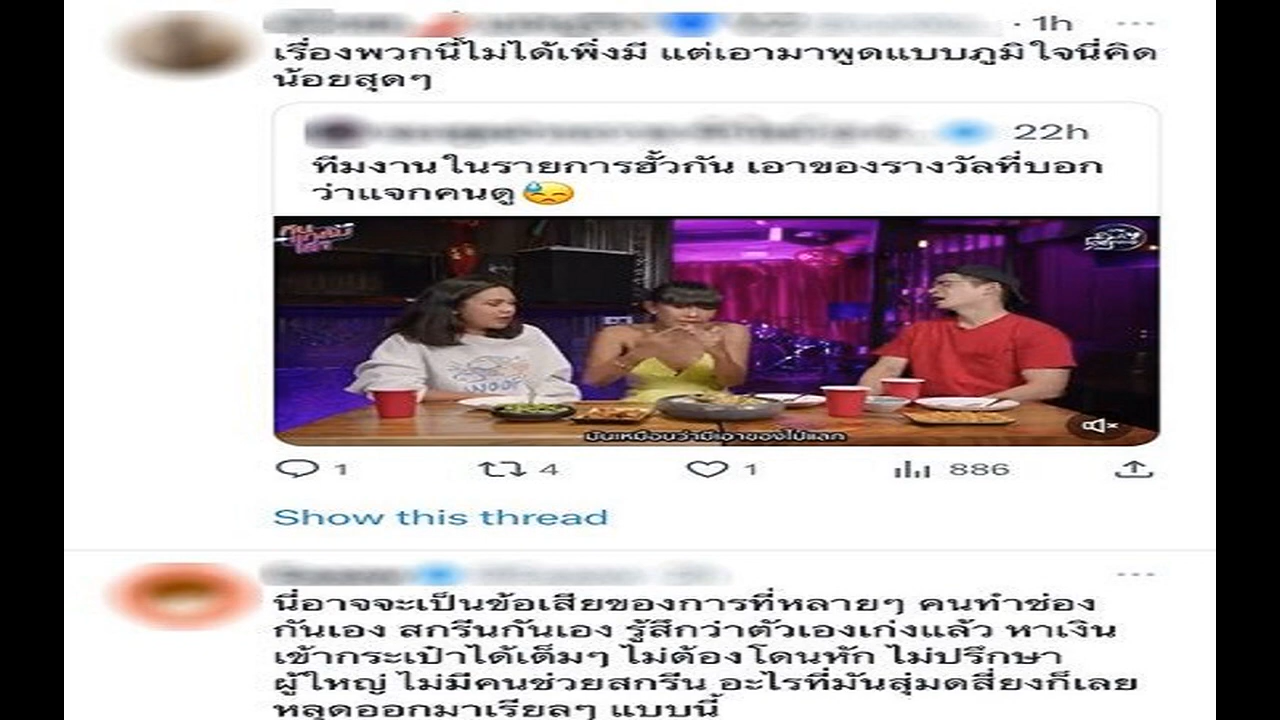 · 1h
เรื่องพวกนี้ไม่ได้เพิ่งมี แต่เอามาพูดแบบภูมิใจนี่คิด
น้อยสุดๆ
22h
ทีมงานในรายการฮั้วกัน เอาของรางวัลที่บอก
ว่าแจกคนดู
มันเหมือนว่ามีเอาของไปแลก
1 4 1 886
Show this thread
นี่อาจจะเป็นข้อเสียของการที่หลายๆ คนทำช่อง
กันเอง สกรีนกันเอง รู้สึกว่าตัวเองเก่งแล้ว หาเงิน
เข้ากระเป๋าได้เต็มๆ ไม่ต้องโดนหัก ไม่ปรึกษา
ผู้ใหญ่ ไม่มีคนช่วยสกรีน อะไรที่มันสุ่มดสี่ยงก็เลย
หลุดออกมาเรียลๆ แบบนี้